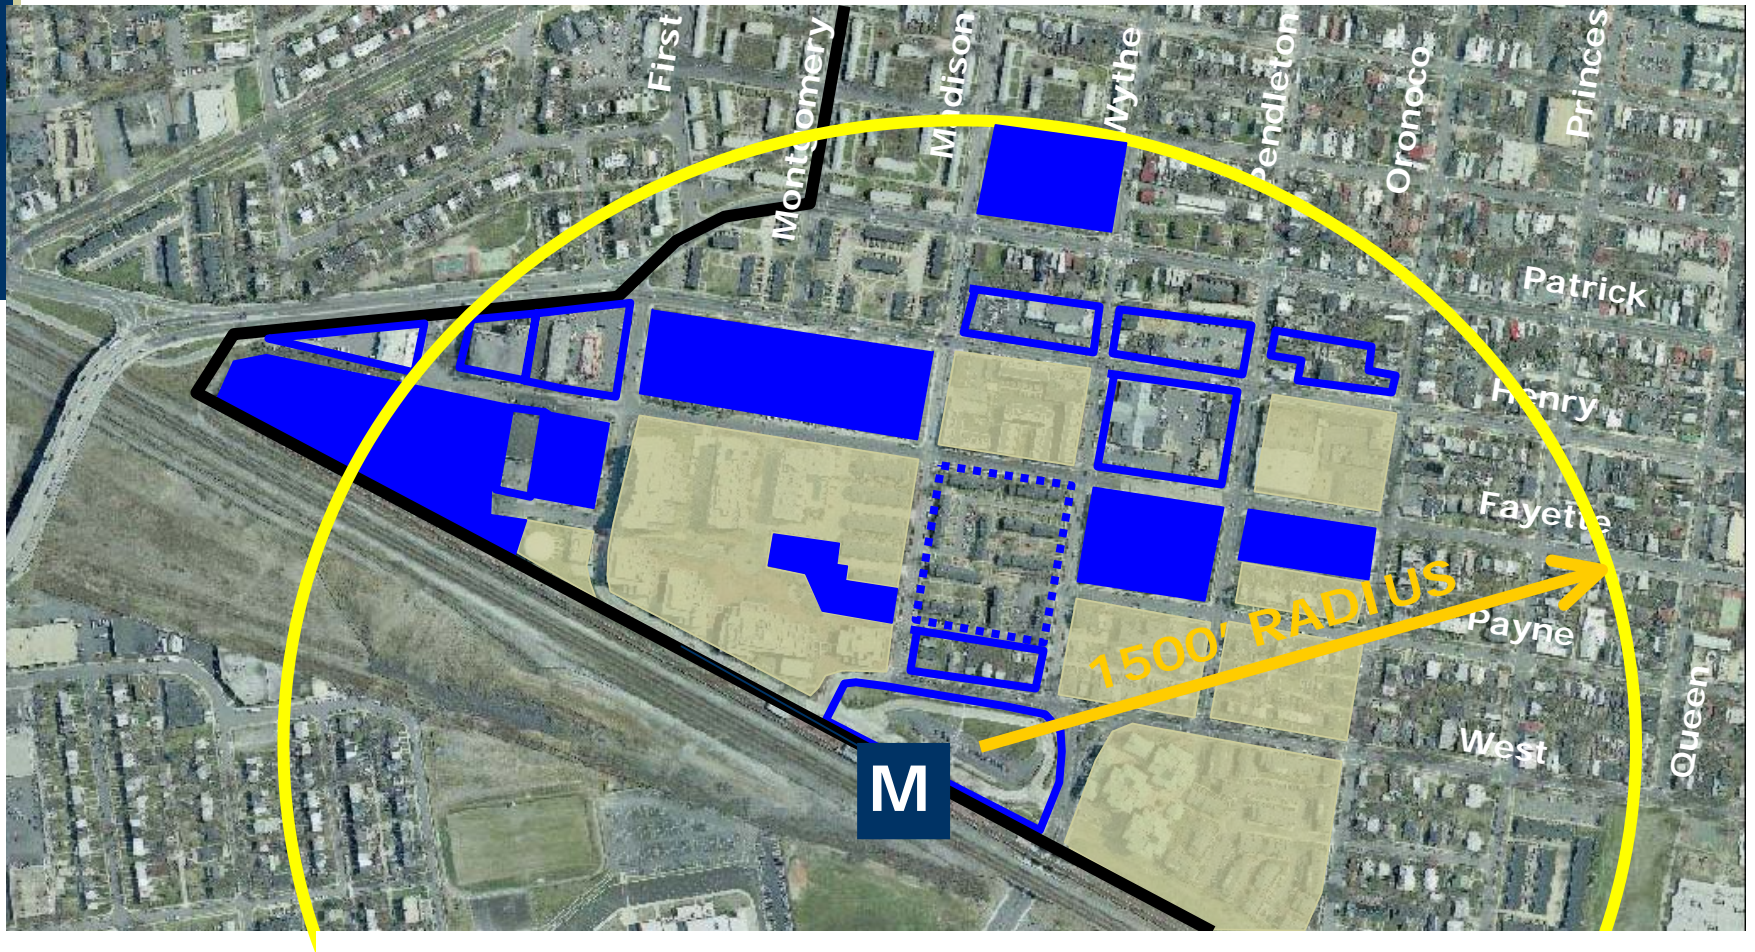 First
Montgomery
Madison
Wythe
Pendleton
Oronoco
Princes
Patrick
Henry
Fayette
Payne
West
Queen
1500' RADIUS
M